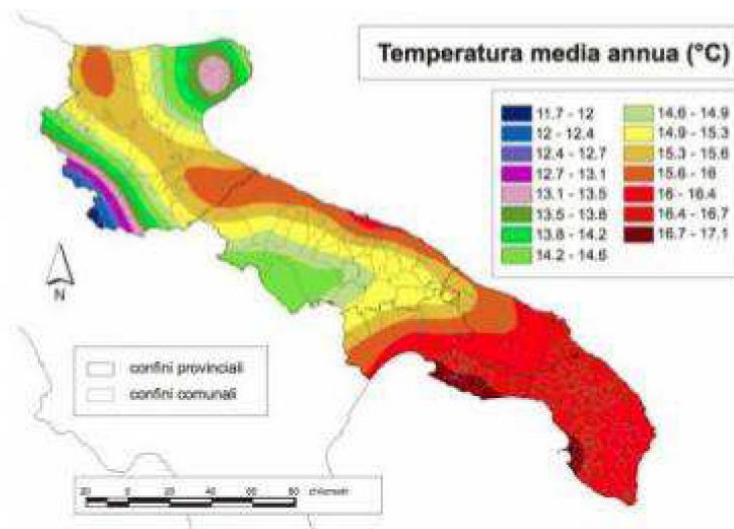 Temperatura media annua (°C)
11.7 - 12
12 - 12.4
12.4 - 12.7
12.7 - 13.1
13.1 - 13.5
13.5 - 13.8
13.8 - 14.2
14.2 - 14.6
14.6 - 14.9
14.9 - 15.3
15.3 - 15.6
15.6 - 16
16 - 16.4
16.4 - 16.7
16.7 - 17.1
N
confini provinciali
confini comunali
20 0 20 40 60 80 chilometri